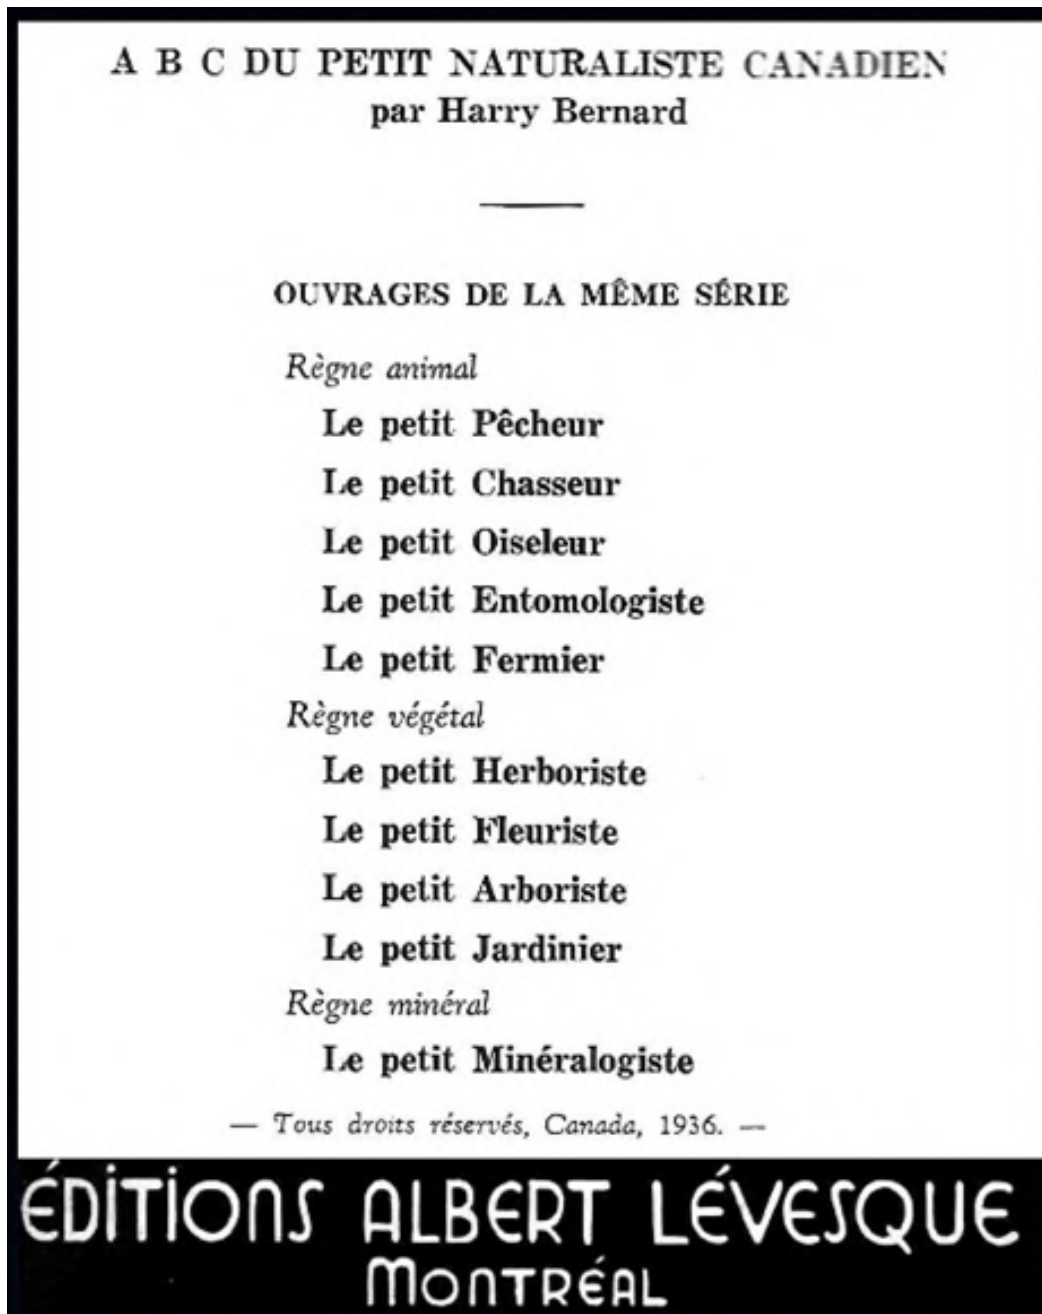 A B C DU PETIT NATURALISTE CANADIEN
par Harry Bernard
OUVRAGES DE LA MÊME SÉRIE
Règne animal
Le petit Pêcheur
Le petit Chasseur
Le petit Oiseleur
Le petit Entomologiste
Le petit Fermier
Règne végétal
Le petit Herboriste
Le petit Fleuriste
Le petit Arboriste
Le petit Jardinier
Règne minéral
Le petit Minéralogiste
— Tous droits réservés, Canada, 1936. —
ÉDITIONS ALBERT LÉVESQUE
MONTRÉAL